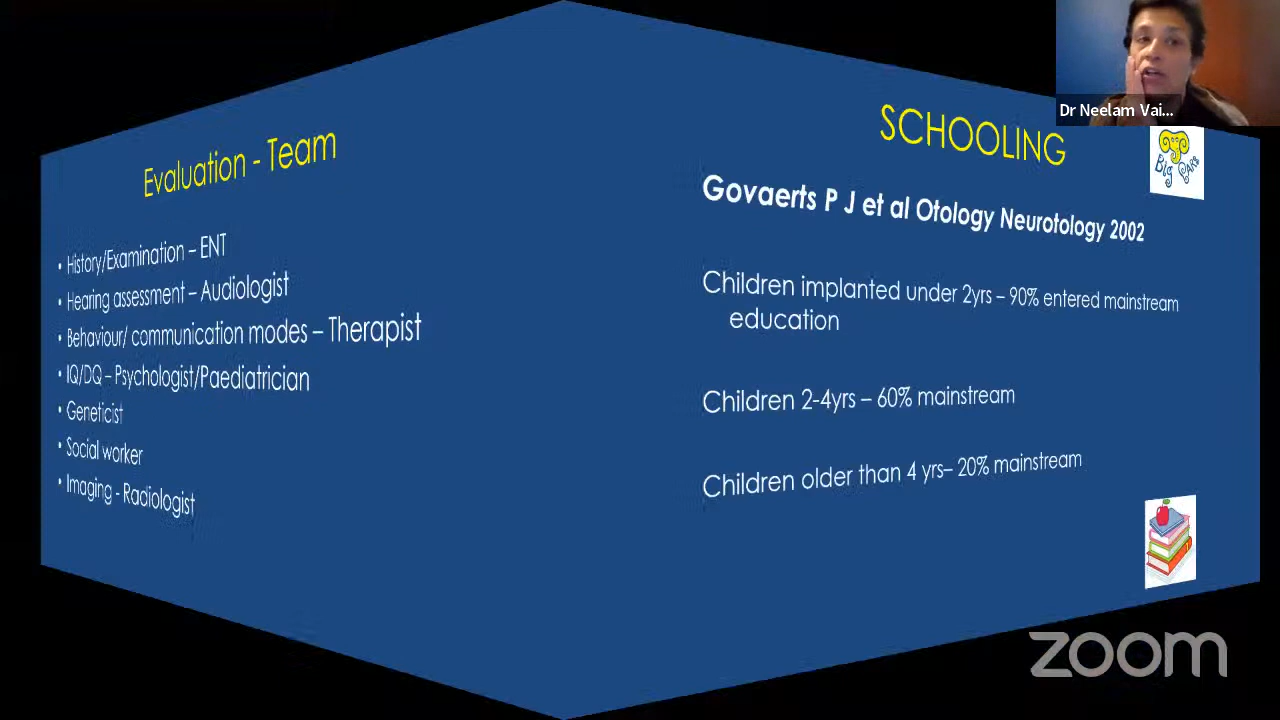 Evaluation - Team
• History/Examination – ENT
• Hearing assessment – Audiologist
• Behaviour/ communication modes – Therapist
• IQ/DQ – Psychologist/Paediatrician
• Geneticist
• Social worker
• Imaging - Radiologist
SCHOOLING
Govaerts P J et al Otology Neurotology 2002
Children implanted under 2yrs – 90% entered mainstream
education
Children 2-4yrs – 60% mainstream
Children older than 4 yrs– 20% mainstream
Dr Neelam Vai...
Big EARS
zoom